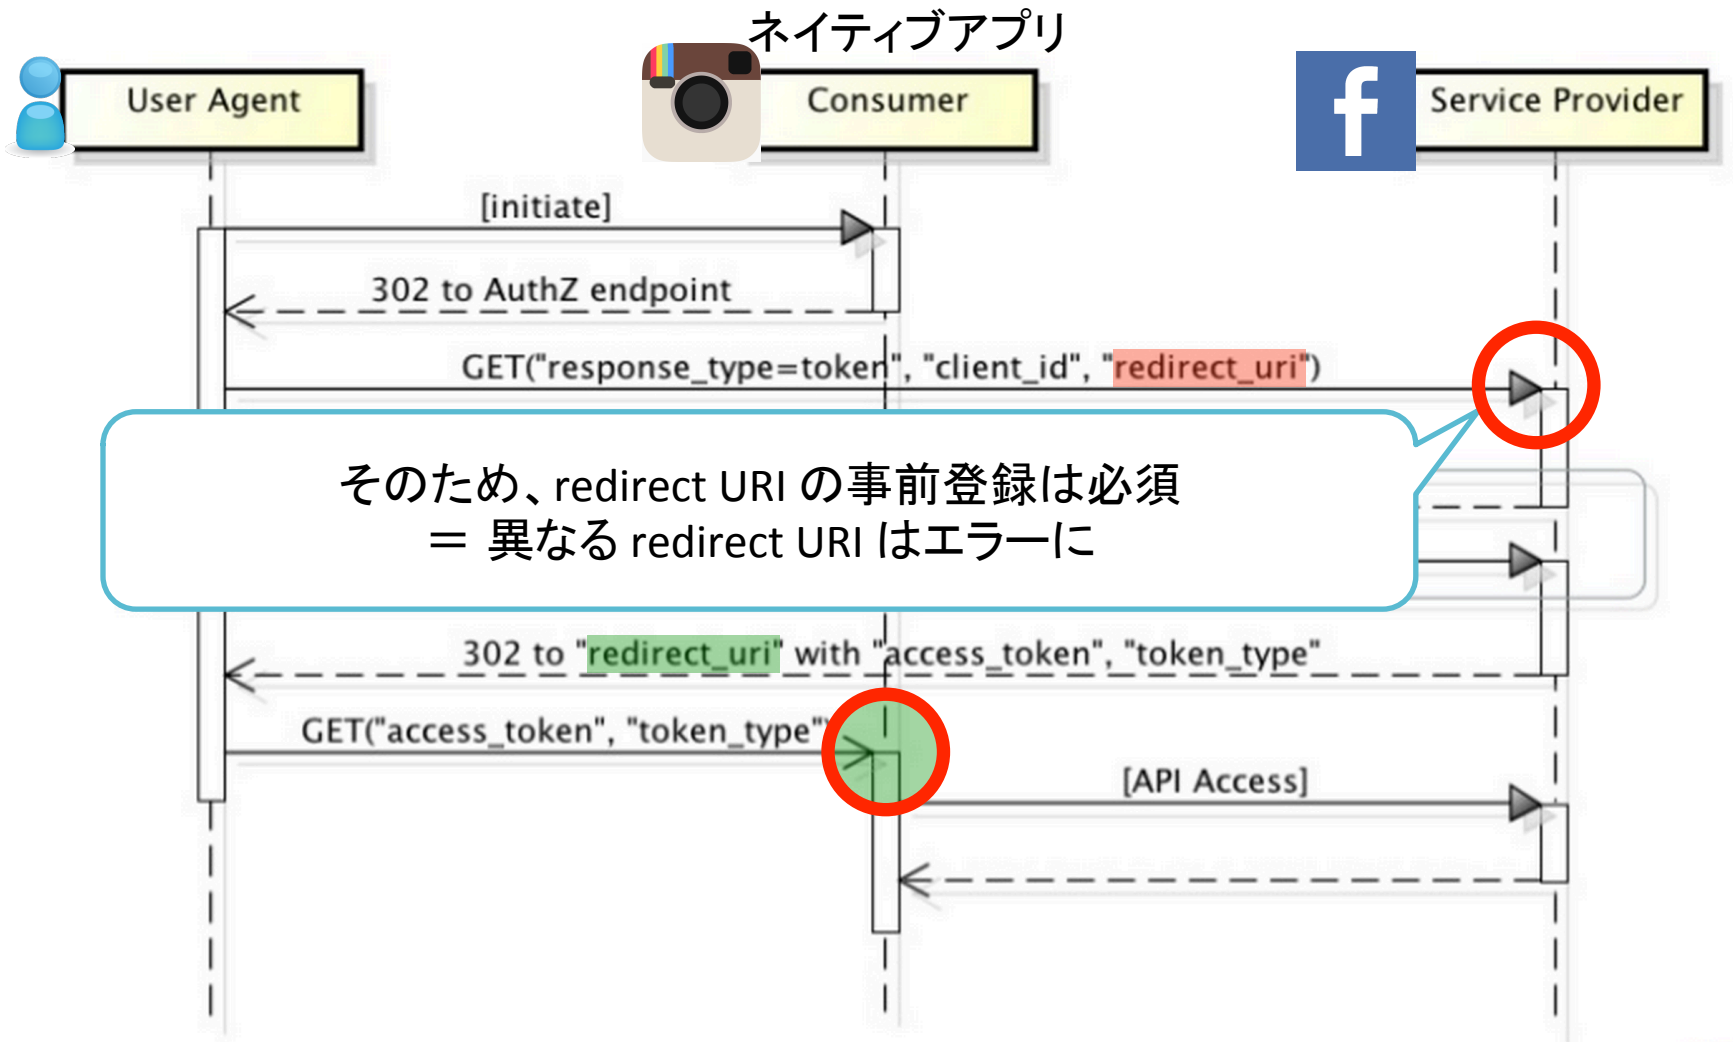 ネイティブアプリ
User Agent
Consumer
Service Provider
[initiate]
302 to AuthZ endpoint
GET("response_type=token", "client_id", "redirect_uri")
そのため、redirect URI の事前登録は必須
＝ 異なる redirect URI はエラーに
302 to "redirect_uri" with "access_token", "token_type"
GET("access_token", "token_type")
[API Access]